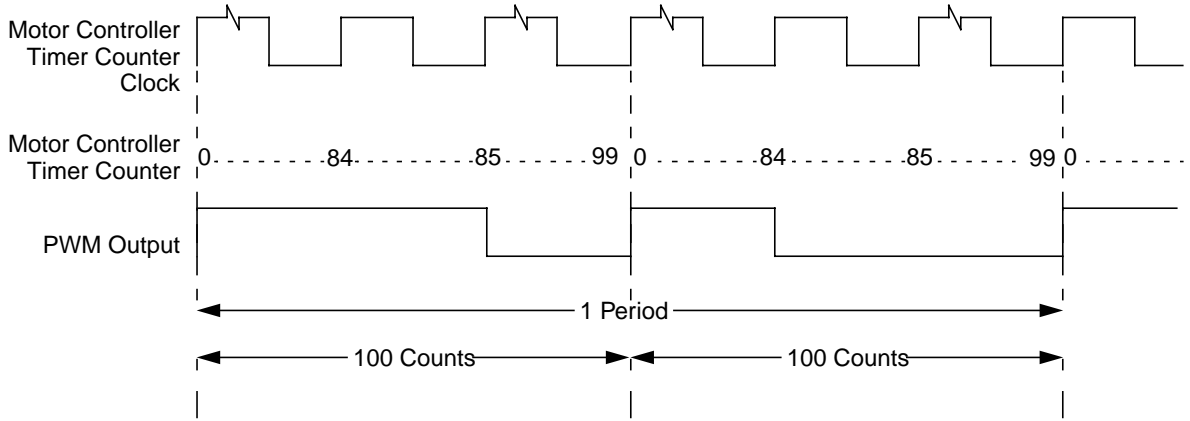 Motor Controller
Timer Counter
Clock
Motor Controller
Timer Counter
0 84 85 99 0 84 85 99 0
PWM Output
1 Period
100 Counts 100 Counts